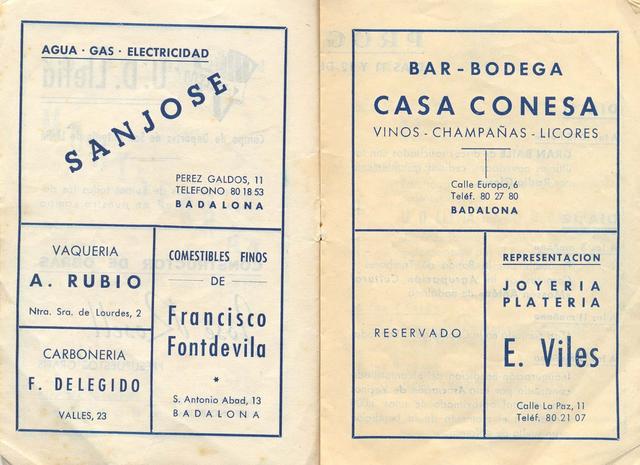 AGUA · GAS · ELECTRICIDAD
SANJOSE
PEREZ GALDOS, 11
TELEFONO 80 18 53
BADALONA
VAQUERIA
A. RUBIO
Ntra. Sra. de Lourdes, 2
CARBONERIA
F. DELEGIDO
VALLES, 23
COMESTIBLES FINOS
DE
Francisco
Fontdevila
*
S. Antonio Abad, 13
BADALONA
BAR - BODEGA
CASA CONESA
VINOS - CHAMPAÑAS - LICORES
Calle Europa, 6
Teléf. 80 27 80
BADALONA
RESERVADO
REPRESENTACION
JOYERIA
PLATERIA
E. Viles
Calle La Paz, 11
Teléf. 80 21 07